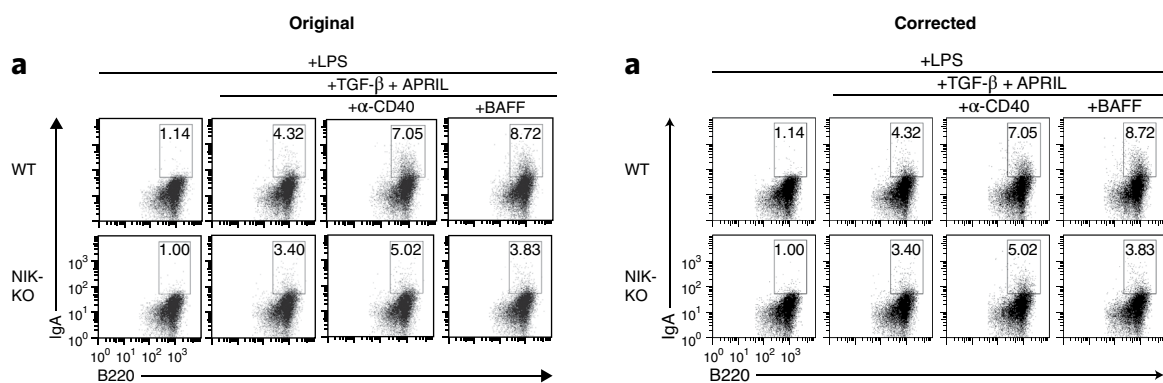 Original
a
+LPS
+TGF-β + APRIL
+α-CD40 +BAFF
WT
1.14 4.32 7.05 8.72
NIK-
KO
1.00 3.40 5.02 3.83
10³
10²
10¹
10⁰
IgA
10⁰ 10¹ 10² 10³
B220
Corrected
a
+LPS
+TGF-β + APRIL
+α-CD40 +BAFF
WT
1.14 4.32 7.05 8.72
NIK-
KO
1.00 3.40 5.02 3.83
10³
10²
10¹
10⁰
IgA
10⁰ 10¹ 10² 10³
B220